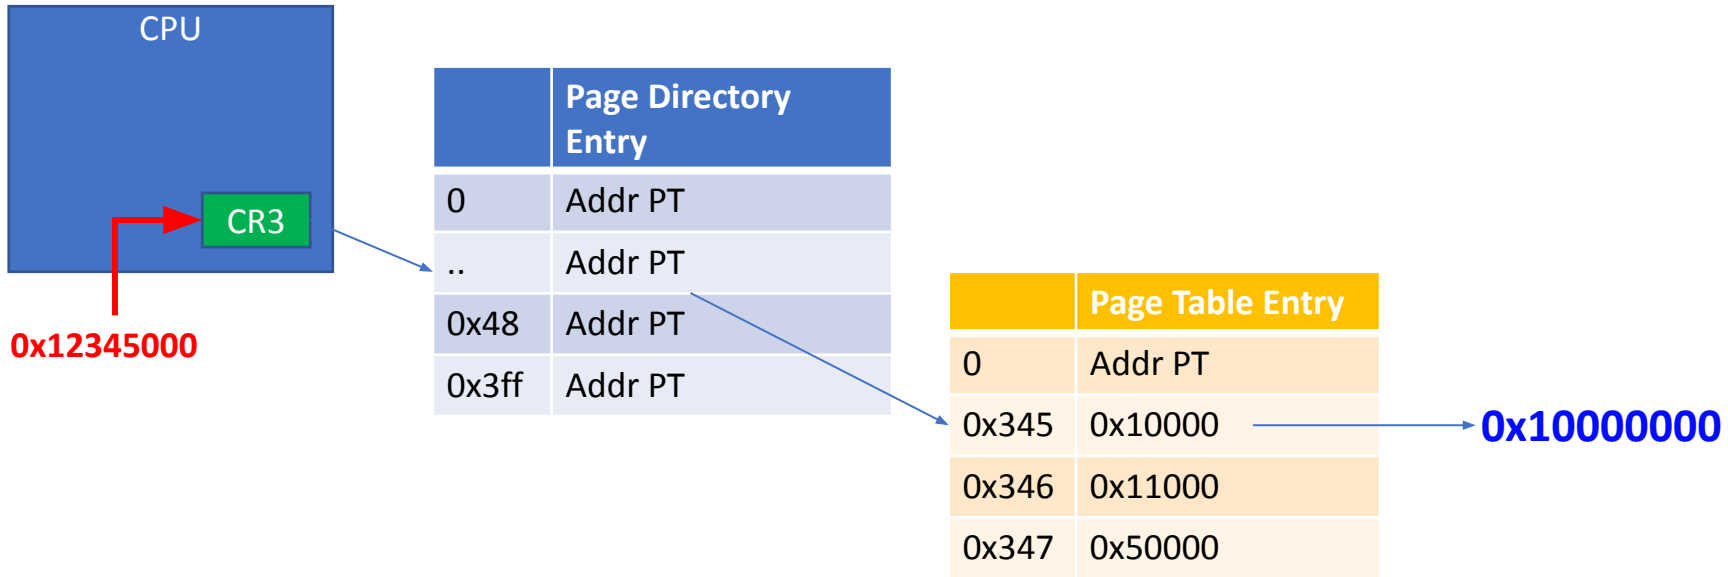 CPU
CR3
0x12345000
Page Directory
Entry
0 Addr PT
.. Addr PT
0x48 Addr PT
0x3ff Addr PT
Page Table Entry
0 Addr PT
0x345 0x10000
0x346 0x11000
0x347 0x50000
0x10000000